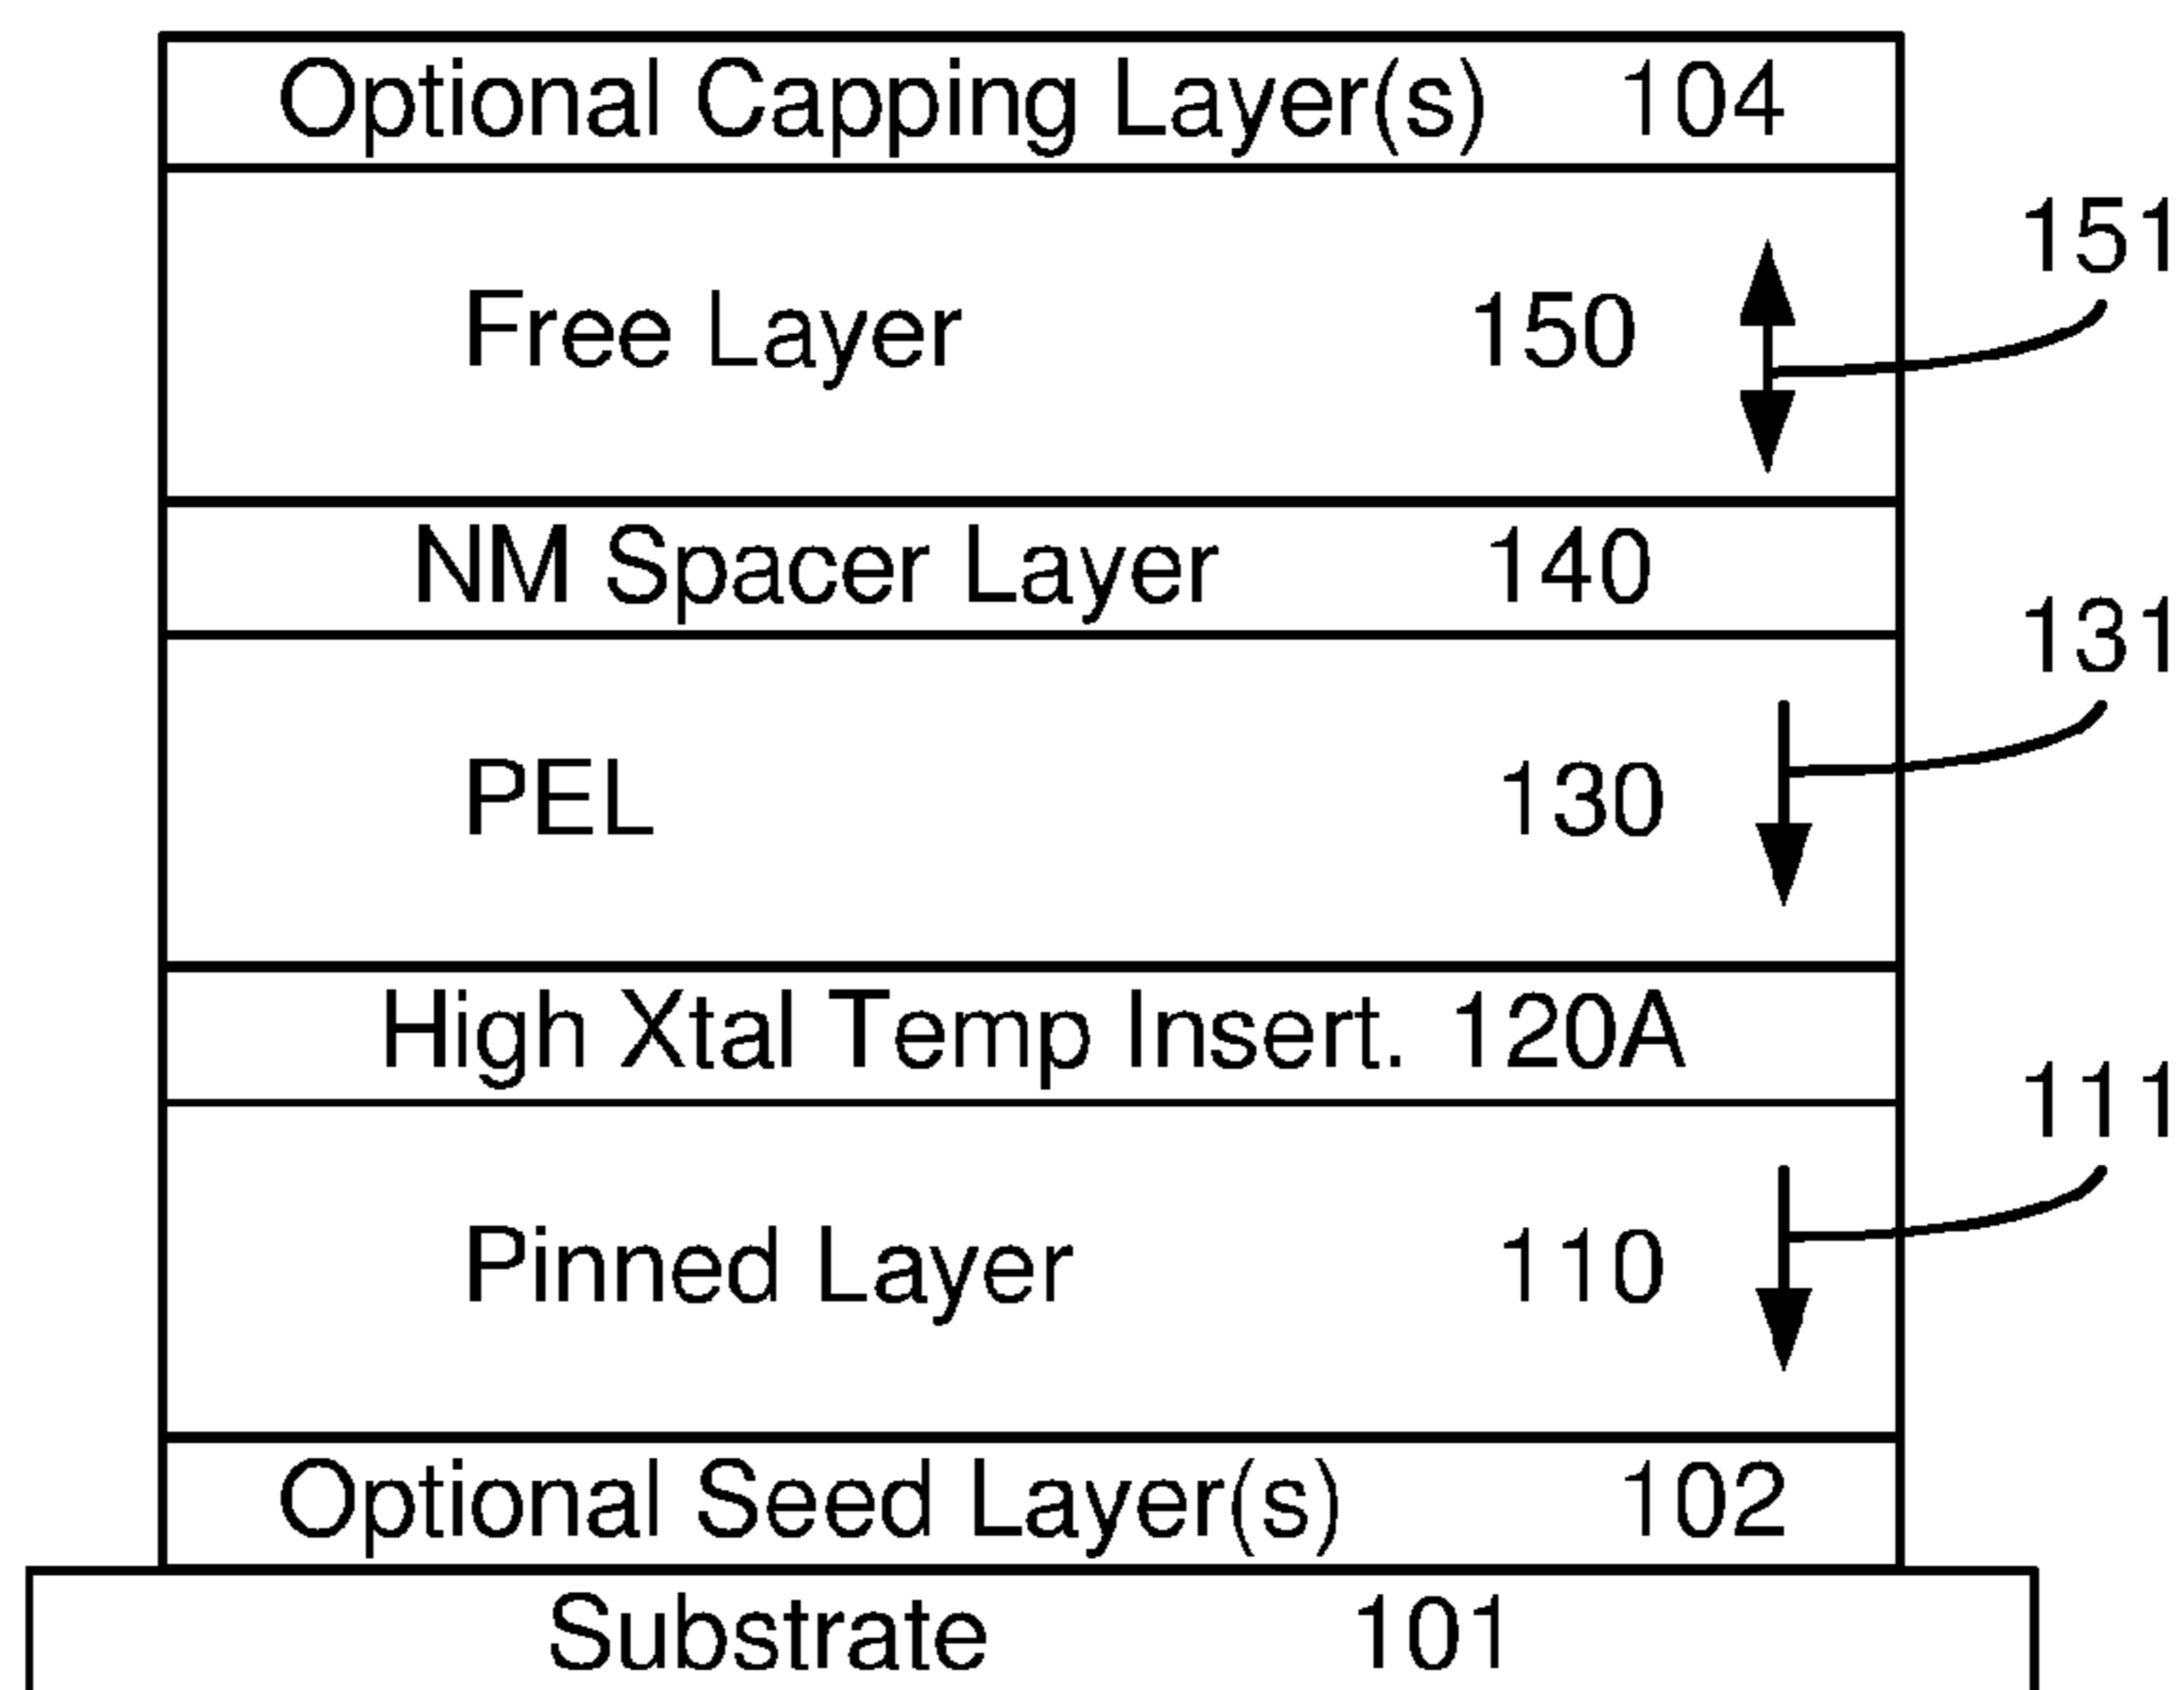 Optional Capping Layer(s) 104
151
Free Layer 150
NM Spacer Layer 140
131
PEL 130
High Xtal Temp Insert. 120A
111
Pinned Layer 110
Optional Seed Layer(s) 102
Substrate 101